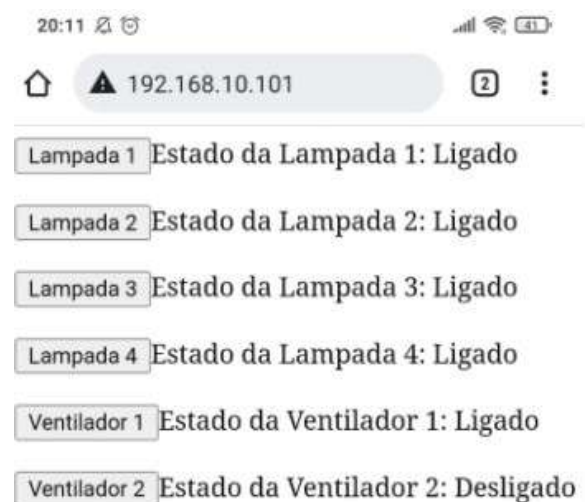 20:11 41
192.168.10.101 2
Lampada 1 Estado da Lampada 1: Ligado
Lampada 2 Estado da Lampada 2: Ligado
Lampada 3 Estado da Lampada 3: Ligado
Lampada 4 Estado da Lampada 4: Ligado
Ventilador 1 Estado da Ventilador 1: Ligado
Ventilador 2 Estado da Ventilador 2: Desligado